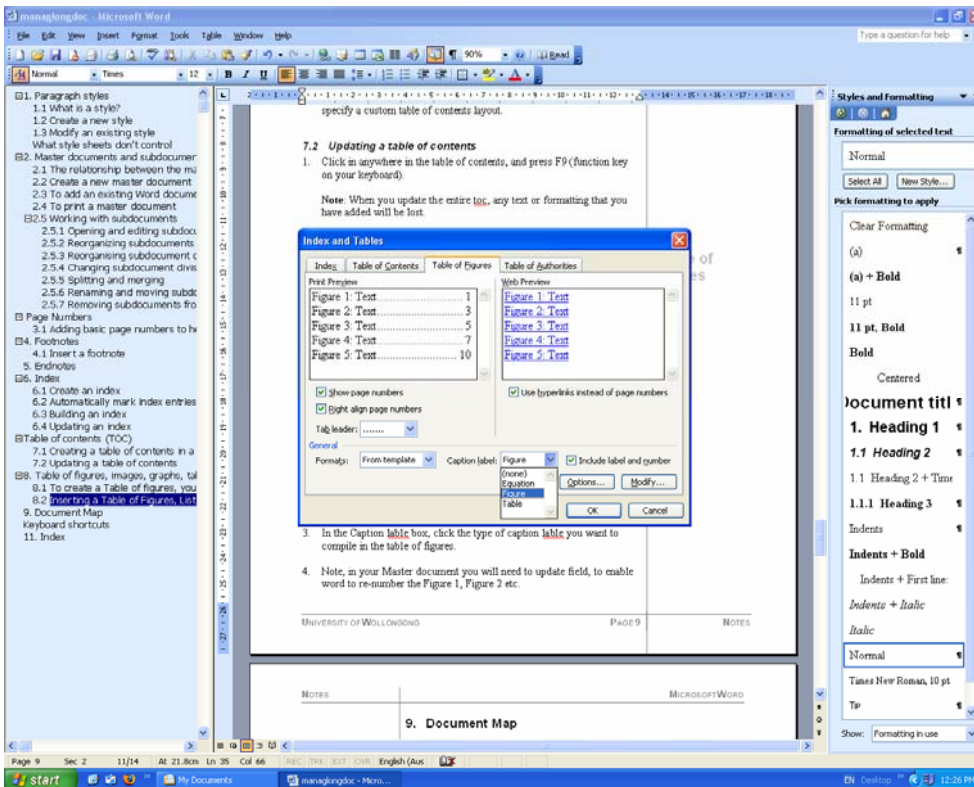 managlongdoc - Microsoft Word
File Edit View Insert Format Tools Table Window Help
Type a question for help
90%
Read
Normal Times 12 B I U
1. Paragraph styles
1.1 What is a style?
1.2 Create a new style
1.3 Modify an existing style
What style sheets don't control
2. Master documents and subdocumer
2.1 The relationship between the ma
2.2 Create a new master document
2.3 To add an existing Word docume
2.4 To print a master document
2.5 Working with subdocuments
2.5.1 Opening and editing subdocu
2.5.2 Reorganizing subdocuments
2.5.3 Reorganising subdocument c
2.5.4 Changing subdocument divis
2.5.5 Splitting and merging
2.5.6 Renaming and moving subdo
2.5.7 Removing subdocuments fro
Page Numbers
3.1 Adding basic page numbers to he
4. Footnotes
4.1 Insert a footnote
5. Endnotes
6. Index
6.1 Create an index
6.2 Automatically mark index entries
6.3 Building an index
6.4 Updating an index
Table of contents (TOC)
7.1 Creating a table of contents in a
7.2 Updating a table of contents
8. Table of figures, images, graphs, tal
8.1 To create a Table of figures, you
8.2 Inserting a Table of Figures, List
9. Document Map
Keyboard shortcuts
11. Index
specify a custom table of contents layout.
7.2 Updating a table of contents
1. Click in anywhere in the table of contents, and press F9 (function key
on your keyboard).
Note: When you update the entire toc, any text or formatting that you
have added will be lost.
of
es
Index and Tables
Index Table of Contents Table of Figures Table of Authorities
Print Preview
Figure 1: Text.................... 1
Figure 2: Text.................... 3
Figure 3: Text.................... 5
Figure 4: Text.................... 7
Figure 5: Text.................... 10
Web Preview
Figure 1: Text
Figure 2: Text
Figure 3: Text
Figure 4: Text
Figure 5: Text
Show page numbers
Right align page numbers
Tab leader: .......
Use hyperlinks instead of page numbers
General
Formats: From template Caption label: Figure Include label and number
(none)
Equation
Figure
Table
Options... Modify...
OK Cancel
3. In the Caption lable box, click the type of caption lable you want to
compile in the table of figures.
4. Note, in your Master document you will need to update field, to enable
word to re-number the Figure 1, Figure 2 etc.
UNIVERSITY OF WOLLONGONG PAGE 9 NOTES
NOTES MICROSOFT WORD
9. Document Map
Styles and Formatting
Formatting of selected text
Normal
Select All New Style...
Pick formatting to apply
Clear Formatting
(a)
(a) + Bold
11 pt
11 pt, Bold
Bold
Centered
Document titl
1. Heading 1
1.1 Heading 2
1.1 Heading 2 + Time
1.1.1 Heading 3
Indents
Indents + Bold
Indents + First line:
Indents + Italic
Italic
Normal
Times New Roman, 10 pt
Tip
Show: Formatting in use
Page 9 Sec 2 11/14 At 21.8cm Ln 35 Col 66 REC TRK EXT OVR English (Aus
start My Documents managlongdoc - Micro... EN Desktop 12:26 PM